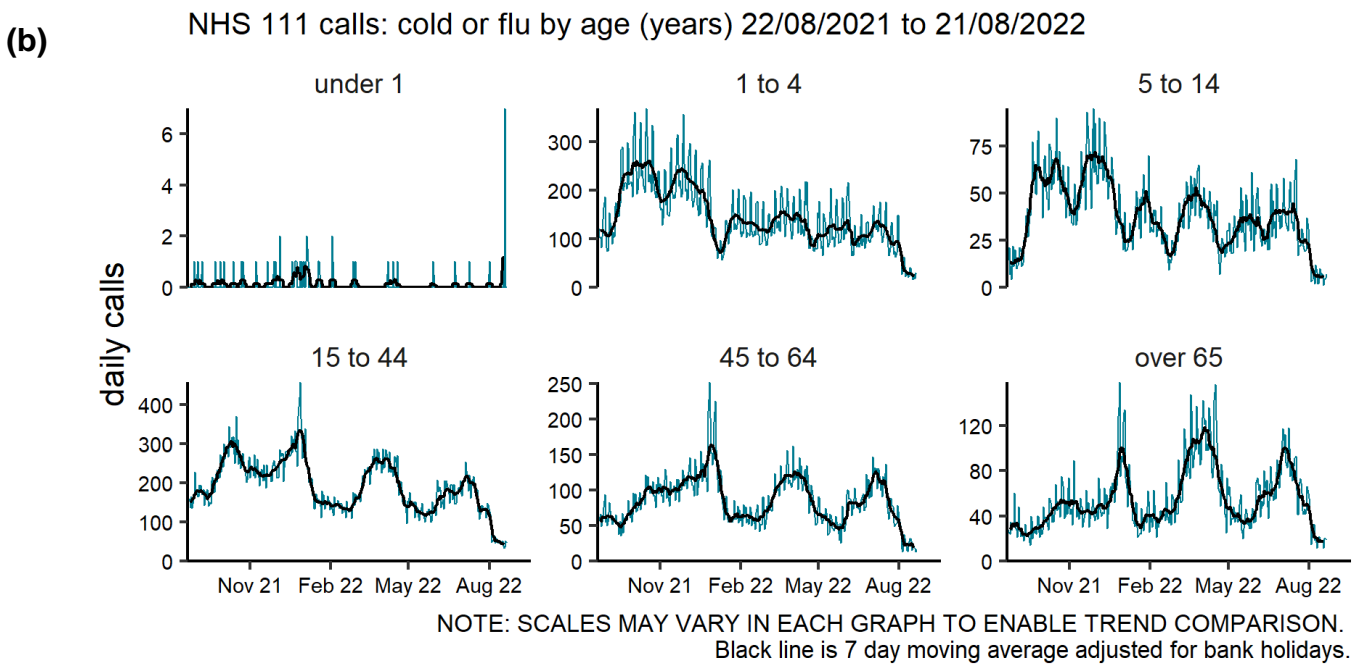 (b)
NHS 111 calls: cold or flu by age (years) 22/08/2021 to 21/08/2022
under 1
1 to 4
5 to 14
6
4
2
0
300
200
100
0
75
50
25
0
daily calls
15 to 44
45 to 64
over 65
400
300
200
100
0
250
200
150
100
50
0
120
80
40
0
Nov 21 Feb 22 May 22 Aug 22
Nov 21 Feb 22 May 22 Aug 22
Nov 21 Feb 22 May 22 Aug 22
NOTE: SCALES MAY VARY IN EACH GRAPH TO ENABLE TREND COMPARISON.
Black line is 7 day moving average adjusted for bank holidays.